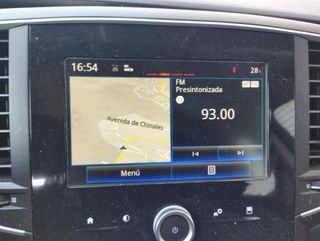 16:54
28
FM
Presintonizada
Avenida de Chinales
93.00
Menú